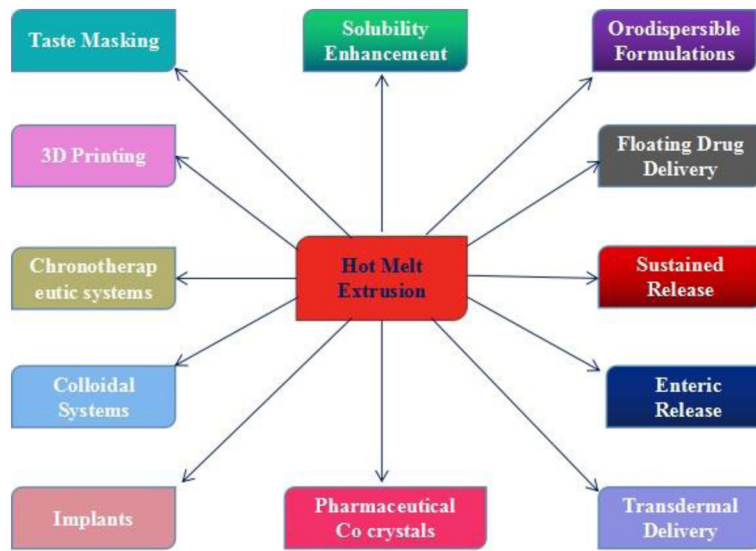 Taste Masking
Solubility
Enhancement
Orodispersible
Formulations
3D Printing
Floating Drug
Delivery
Chronotherap
eutic systems
Hot Melt
Extrusion
Sustained
Release
Colloidal
Systems
Enteric
Release
Implants
Pharmaceutical
Co crystals
Transdermal
Delivery